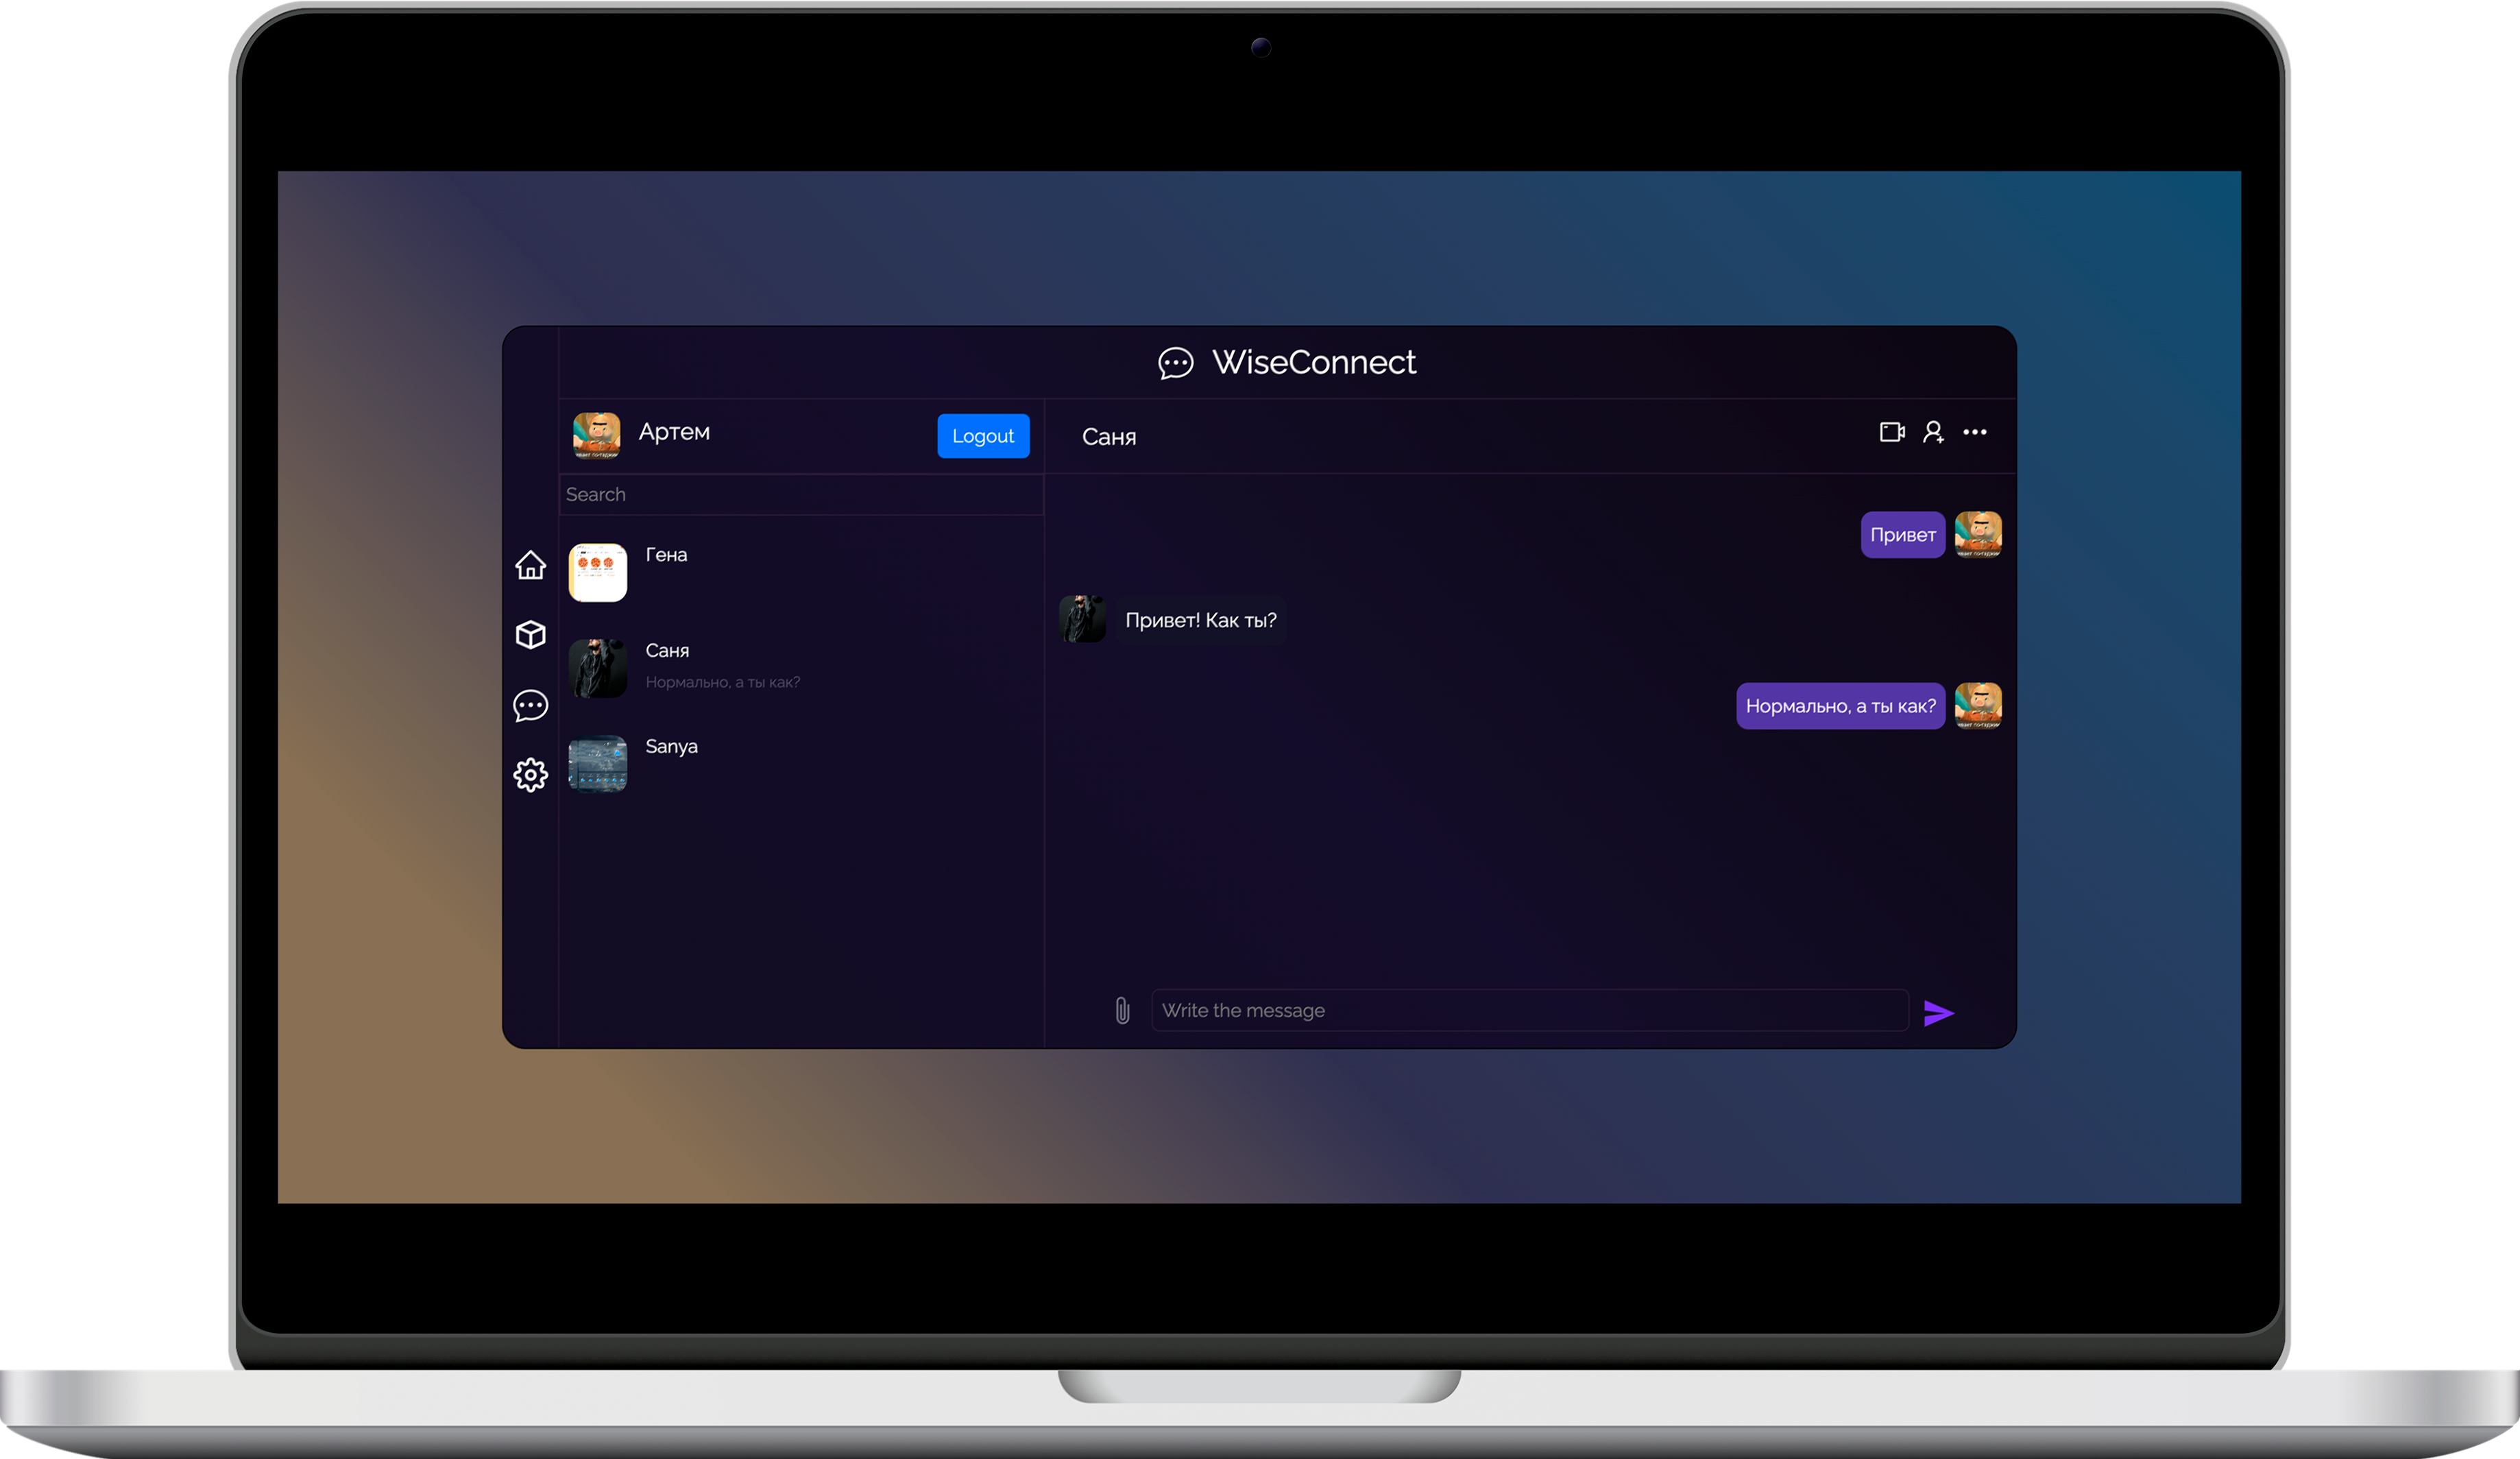 WiseConnect
Артем
Logout
Саня
Search
Гена
Саня
Нормально, а ты как?
Sanya
Привет
Привет! Как ты?
Нормально, а ты как?
Write the message